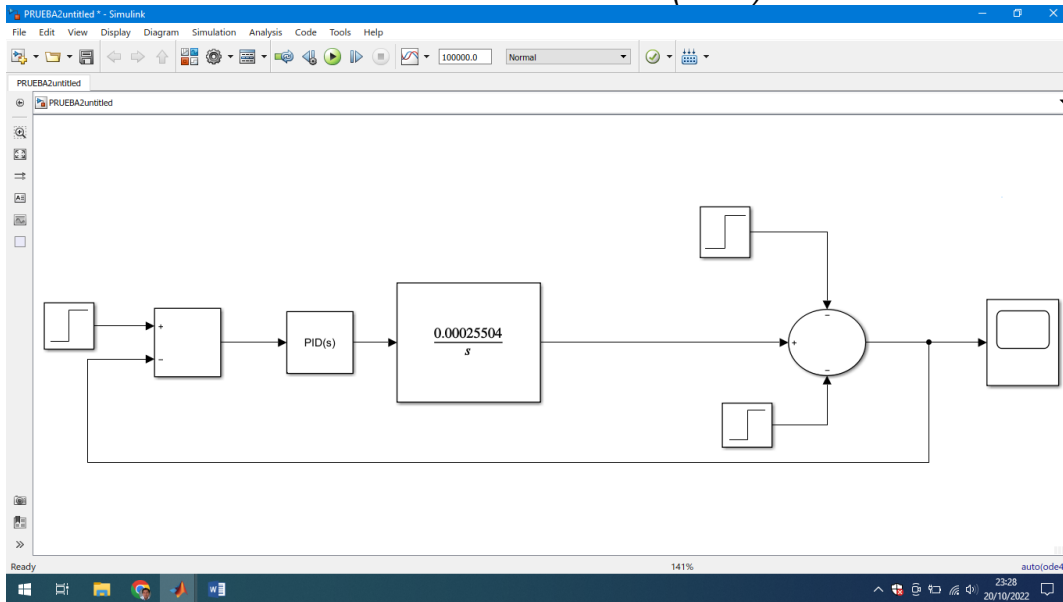 PRUEBA2untitled * - Simulink
File Edit View Display Diagram Simulation Analysis Code Tools Help
100000.0 Normal
PRUEBA2untitled
PRUEBA2untitled
+
−
PID(s)
0.00025504
s
−
+
−
Ready 141% auto(ode4
23:28
20/10/2022